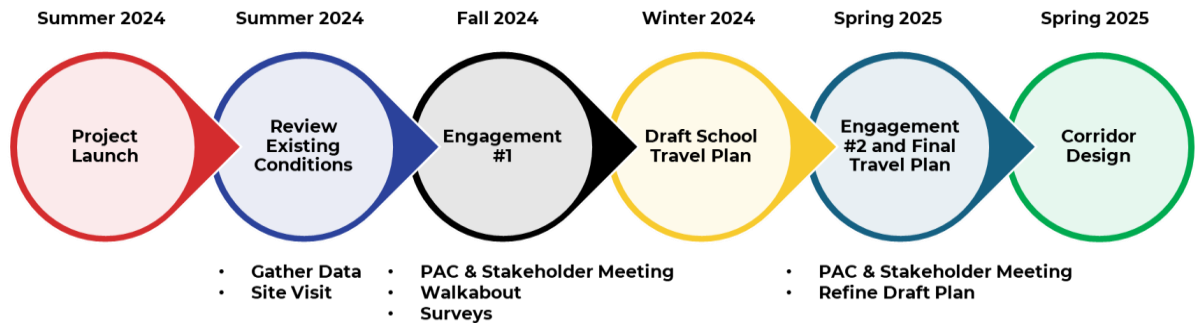 Summer 2024
Summer 2024
Fall 2024
Winter 2024
Spring 2025
Spring 2025
Project
Launch
Review
Existing
Conditions
Engagement
#1
Draft School
Travel Plan
Engagement
#2 and Final
Travel Plan
Corridor
Design
• Gather Data
• Site Visit
• PAC & Stakeholder Meeting
• Walkabout
• Surveys
• PAC & Stakeholder Meeting
• Refine Draft Plan